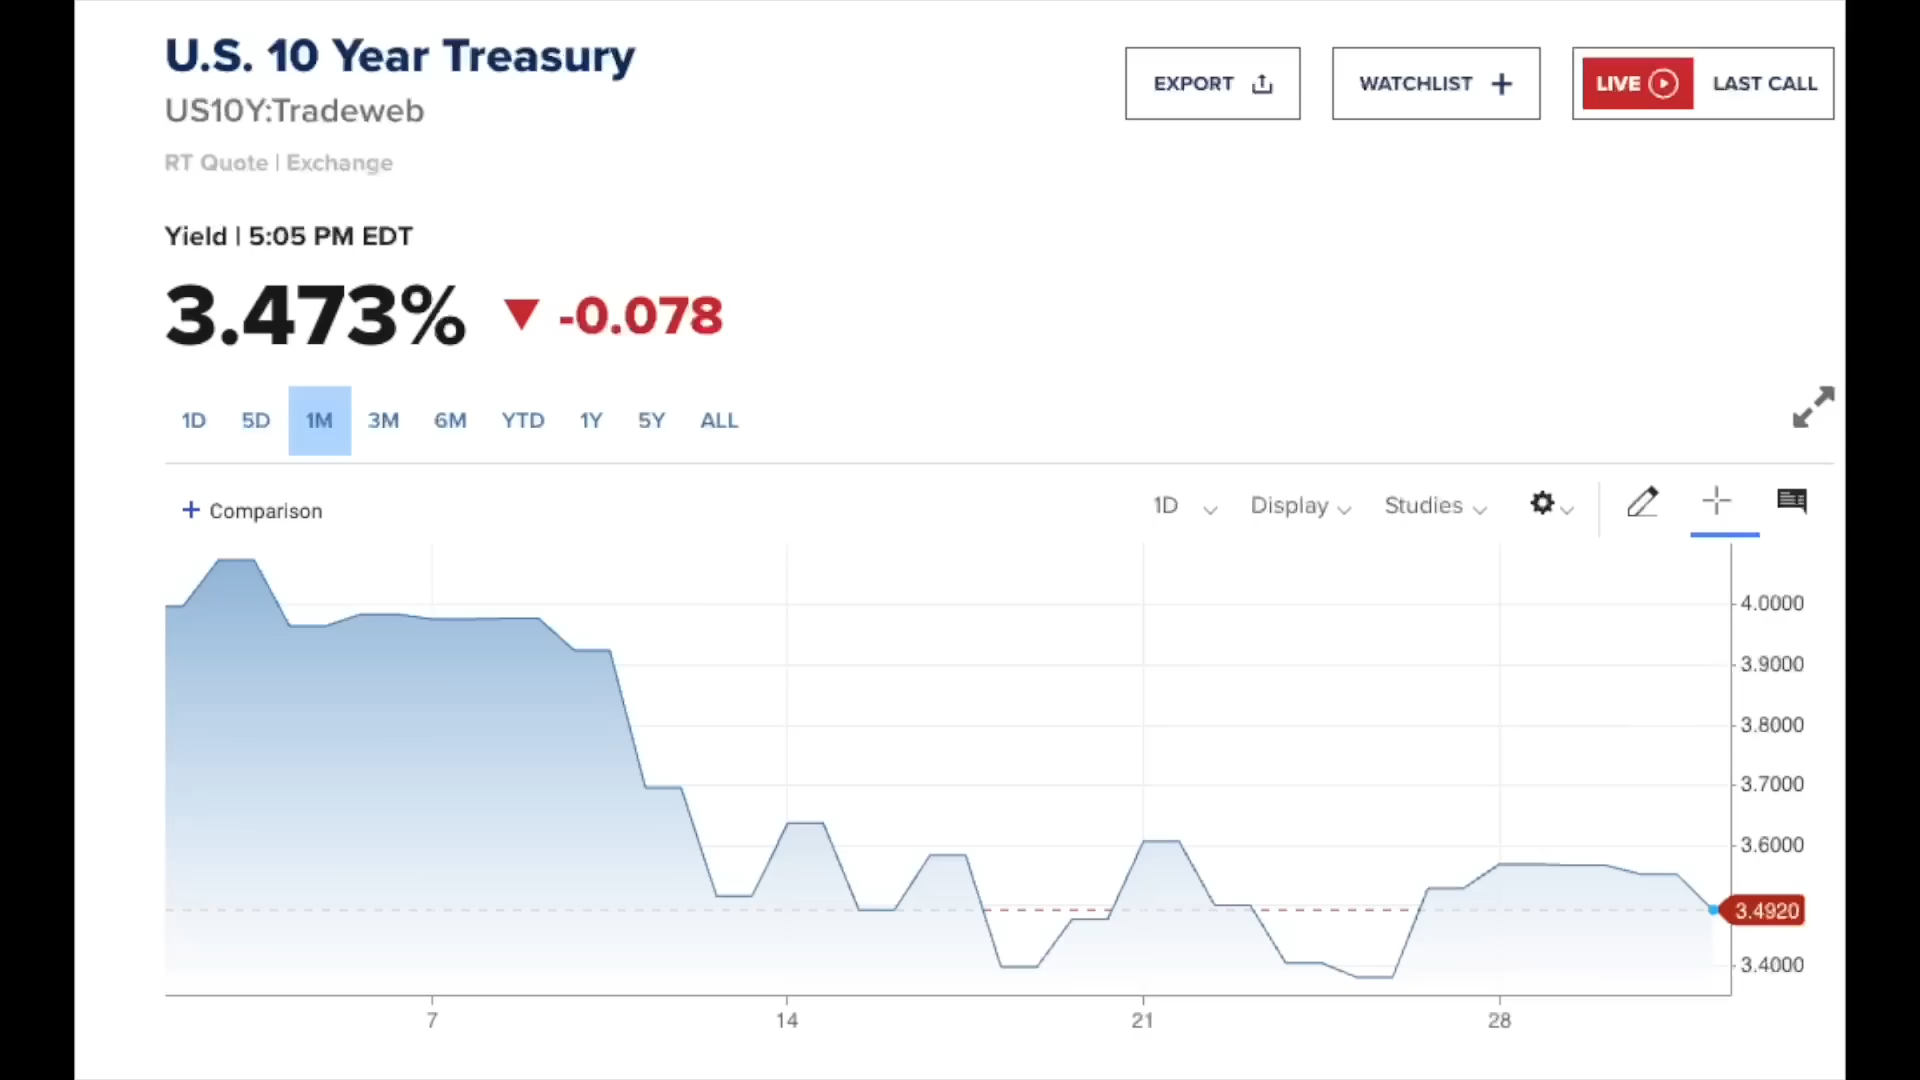 U.S. 10 Year Treasury
US10Y:Tradeweb
RT Quote | Exchange
EXPORT
WATCHLIST +
LIVE LAST CALL
Yield | 5:05 PM EDT
3.473% ▼ -0.078
1D 5D 1M 3M 6M YTD 1Y 5Y ALL
+ Comparison
1D Display Studies
4.0000
3.9000
3.8000
3.7000
3.6000
3.4920
3.4000
7 14 21 28